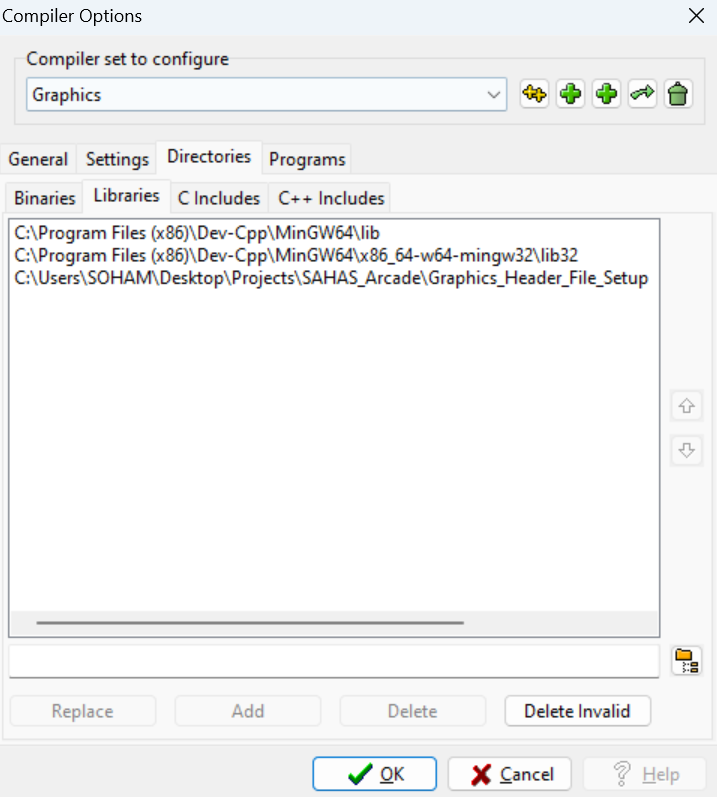 Compiler Options
Compiler set to configure
Graphics
General Settings Directories Programs
Binaries Libraries C Includes C++ Includes
C:\Program Files (x86)\Dev-Cpp\MinGW64\lib
C:\Program Files (x86)\Dev-Cpp\MinGW64\x86_64-w64-mingw32\lib32
C:\Users\SOHAM\Desktop\Projects\SAHAS_Arcade\Graphics_Header_File_Setup
Replace Add Delete Delete Invalid
OK Cancel Help